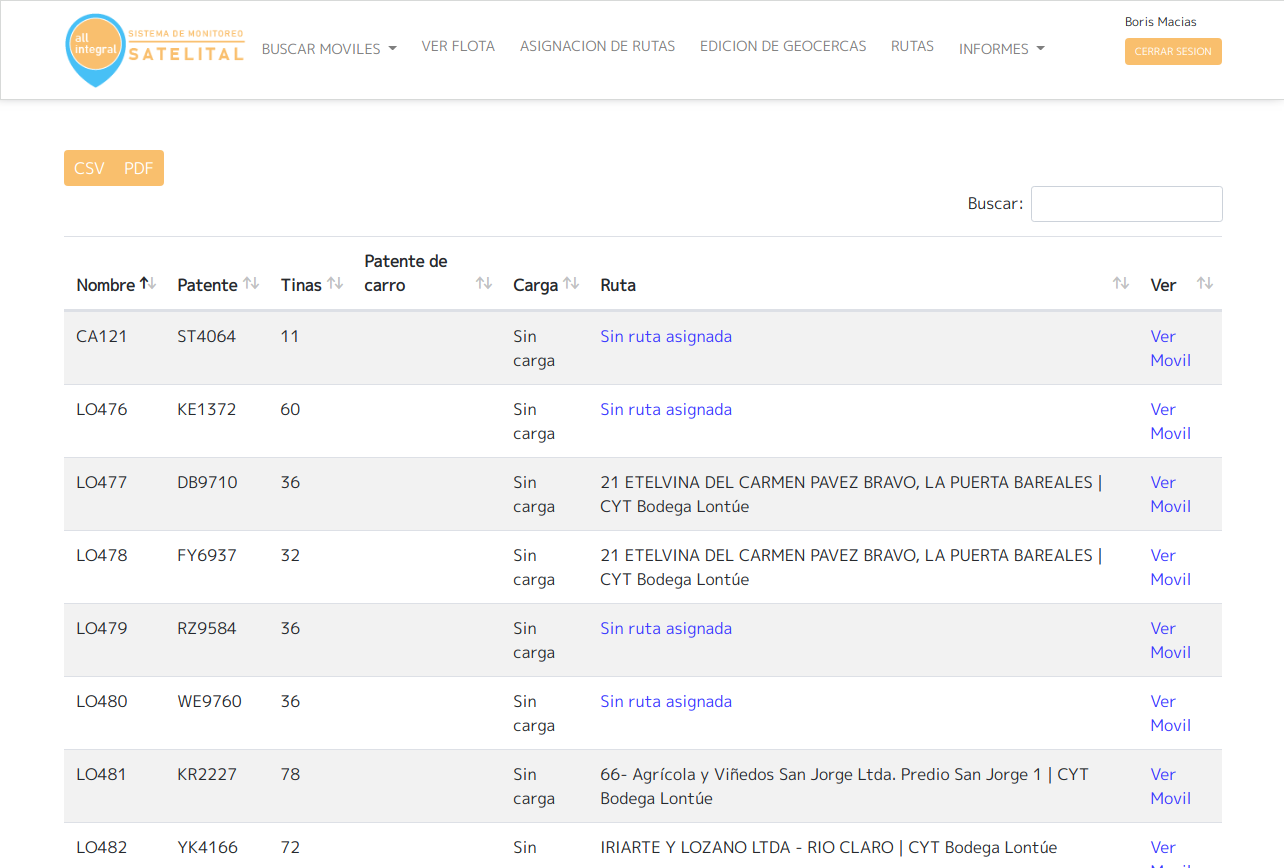 all integral
SISTEMA DE MONITOREO
SATELITAL
BUSCAR MOVILES
VER FLOTA
ASIGNACION DE RUTAS
EDICION DE GEOCERCAS
RUTAS
INFORMES
Boris Macias
CERRAR SESION
CSV PDF
Buscar:
Nombre Patente Tinas Patente de carro Carga Ruta Ver
CA121 ST4064 11 Sin carga Sin ruta asignada Ver Movil
LO476 KE1372 60 Sin carga Sin ruta asignada Ver Movil
LO477 DB9710 36 Sin carga 21 ETELVINA DEL CARMEN PAVEZ BRAVO, LA PUERTA BAREALES | CYT Bodega Lontúe Ver Movil
LO478 FY6937 32 Sin carga 21 ETELVINA DEL CARMEN PAVEZ BRAVO, LA PUERTA BAREALES | CYT Bodega Lontúe Ver Movil
LO479 RZ9584 36 Sin carga Sin ruta asignada Ver Movil
LO480 WE9760 36 Sin carga Sin ruta asignada Ver Movil
LO481 KR2227 78 Sin carga 66- Agrícola y Viñedos San Jorge Ltda. Predio San Jorge 1 | CYT Bodega Lontúe Ver Movil
LO482 YK4166 72 Sin IRIARTE Y LOZANO LTDA - RIO CLARO | CYT Bodega Lontúe Ver